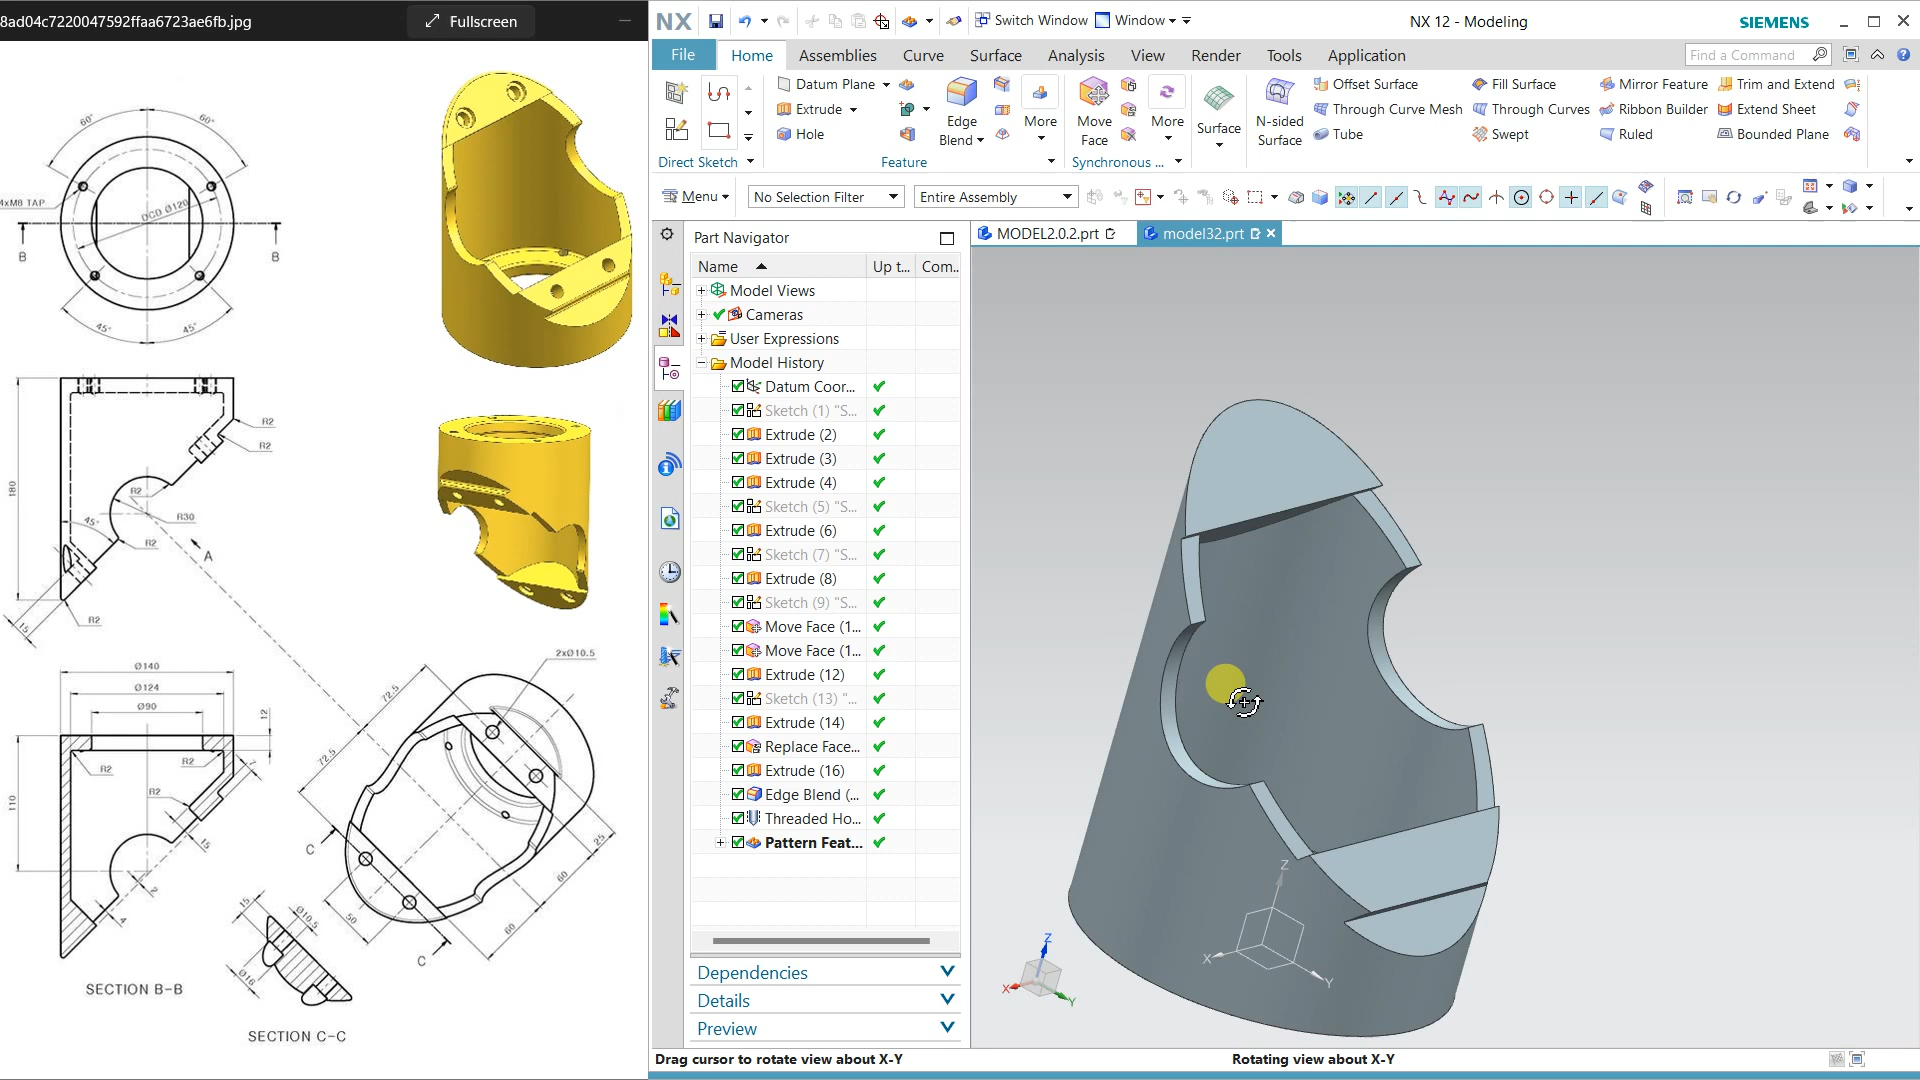 8ad04c7220047592ffaa6723ae6fb.jpg
Fullscreen
60°
60°
4xM8 TAP
DCD Ø120
B
B
45°
45°
R2
R2
180
R2
R30
45°
R2
A
R2
15
Ø140
Ø124
Ø90
12
R2
R2
7
R2
110
15
2
4
SECTION B-B
2xØ10.5
72.5
72.5
C
25
60
60
50
C
15
Ø10.5
Ø16
SECTION C-C
NX
Switch Window
Window
NX 12 - Modeling
SIEMENS
File
Home
Assemblies
Curve
Surface
Analysis
View
Render
Tools
Application
Find a Command
Datum Plane
Extrude
Hole
Edge
Blend
More
Move
Face
More
Surface
N-sided
Surface
Offset Surface
Through Curve Mesh
Tube
Fill Surface
Through Curves
Swept
Mirror Feature
Ribbon Builder
Ruled
Trim and Extend
Extend Sheet
Bounded Plane
Direct Sketch
Feature
Synchronous ...
Menu
No Selection Filter
Entire Assembly
Part Navigator
MODEL2.0.2.prt
model32.prt
Name
Up t...
Com..
Model Views
Cameras
User Expressions
Model History
Datum Coor...
Sketch (1) "S...
Extrude (2)
Extrude (3)
Extrude (4)
Sketch (5) "S...
Extrude (6)
Sketch (7) "S...
Extrude (8)
Sketch (9) "S...
Move Face (1...
Move Face (1...
Extrude (12)
Sketch (13) "...
Extrude (14)
Replace Face...
Extrude (16)
Edge Blend (...
Threaded Ho...
Pattern Feat...
Dependencies
Details
Preview
Z
X
Y
Z
X
Y
Drag cursor to rotate view about X-Y
Rotating view about X-Y